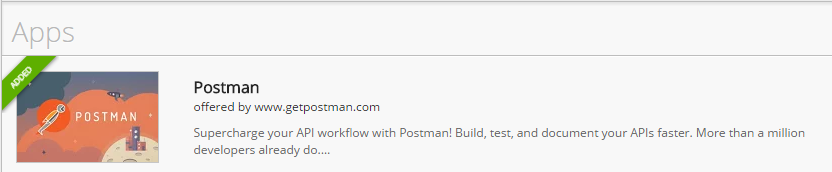 Apps
ADDED
POSTMAN
Postman
offered by www.getpostman.com
Supercharge your API workflow with Postman! Build, test, and document your APIs faster. More than a million
developers already do....